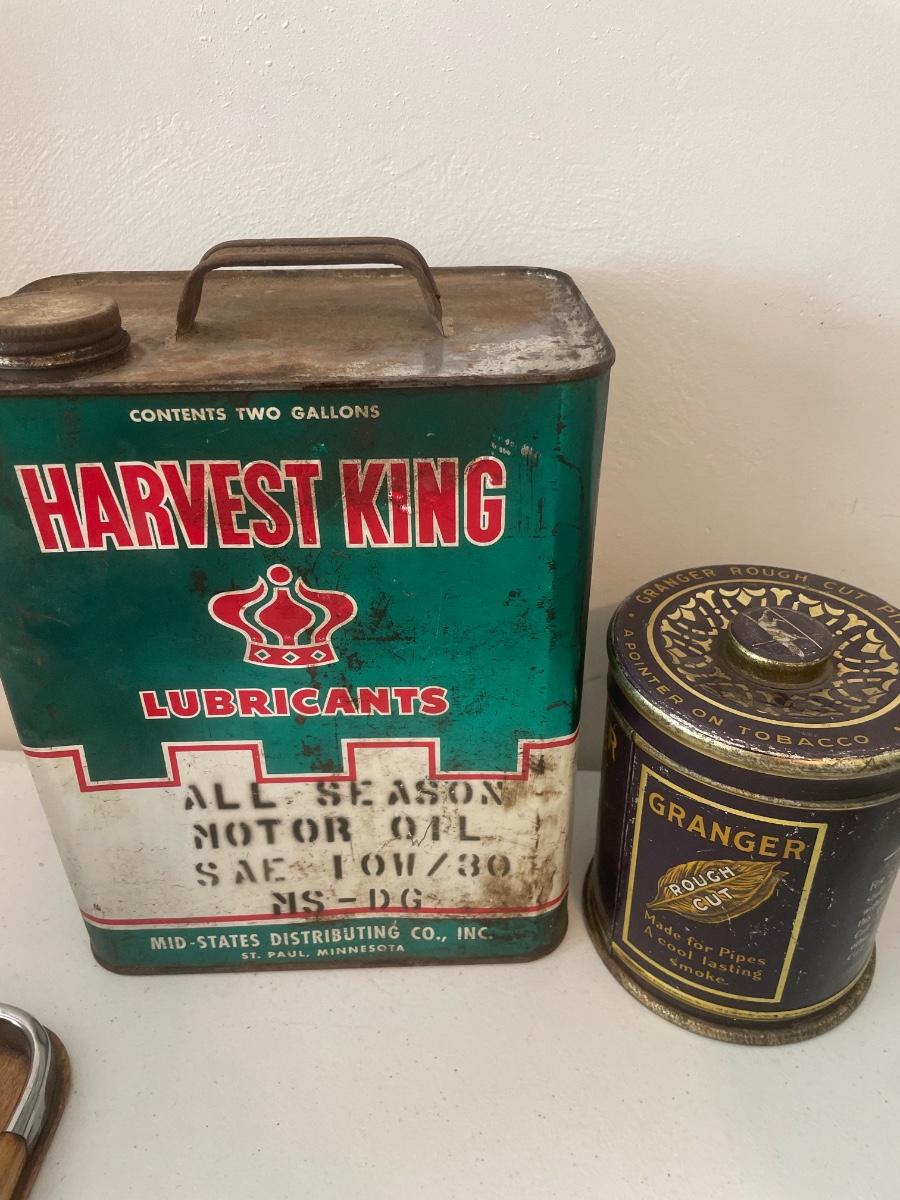 CONTENTS TWO GALLONS
HARVEST KING
LUBRICANTS
ALL SEASON
MOTOR OIL
SAE 10W/30
MS-DG
MID-STATES DISTRIBUTING CO., INC.
ST. PAUL, MINNESOTA
GRANGER ROUGH CUT
A POINTER ON TOBACCO
GRANGER
ROUGH
CUT
Made for Pipes
A cool lasting
smoke.